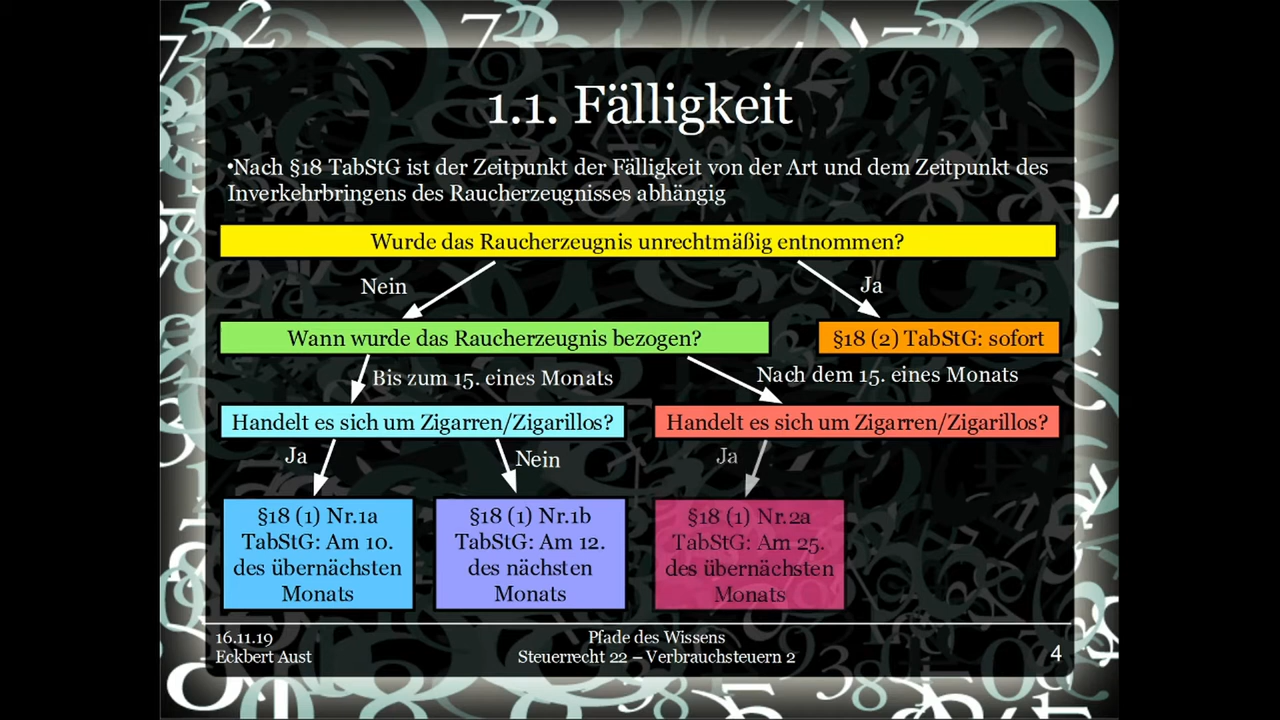 1.1. Fälligkeit
•Nach §18 TabStG ist der Zeitpunkt der Fälligkeit von der Art und dem Zeitpunkt des
Inverkehrbringens des Raucherzeugnisses abhängig
Wurde das Raucherzeugnis unrechtmäßig entnommen?
Nein
Ja
Wann wurde das Raucherzeugnis bezogen?
§18 (2) TabStG: sofort
Bis zum 15. eines Monats
Nach dem 15. eines Monats
Handelt es sich um Zigarren/Zigarillos?
Handelt es sich um Zigarren/Zigarillos?
Ja
Nein
Ja
§18 (1) Nr.1a
TabStG: Am 10.
des übernächsten
Monats
§18 (1) Nr.1b
TabStG: Am 12.
des nächsten
Monats
§18 (1) Nr.2a
TabStG: Am 25.
des übernächsten
Monats
16.11.19
Eckbert Aust
Pfade des Wissens
Steuerrecht 22 – Verbrauchsteuern 2
4